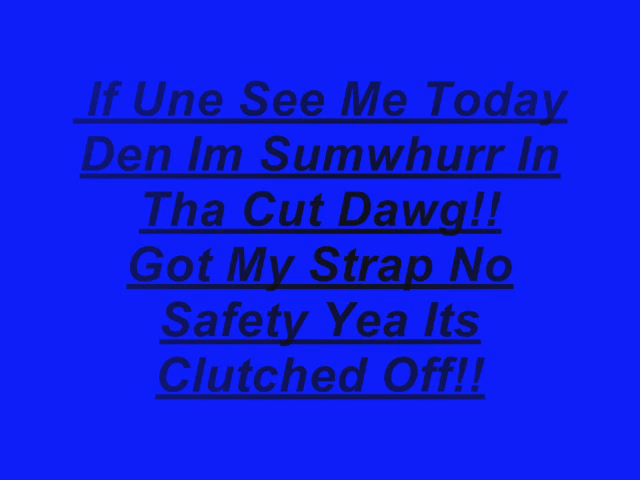 If Une See Me Today
Den Im Sumwhurr In
Tha Cut Dawg!!
Got My Strap No
Safety Yea Its
Clutched Off!!